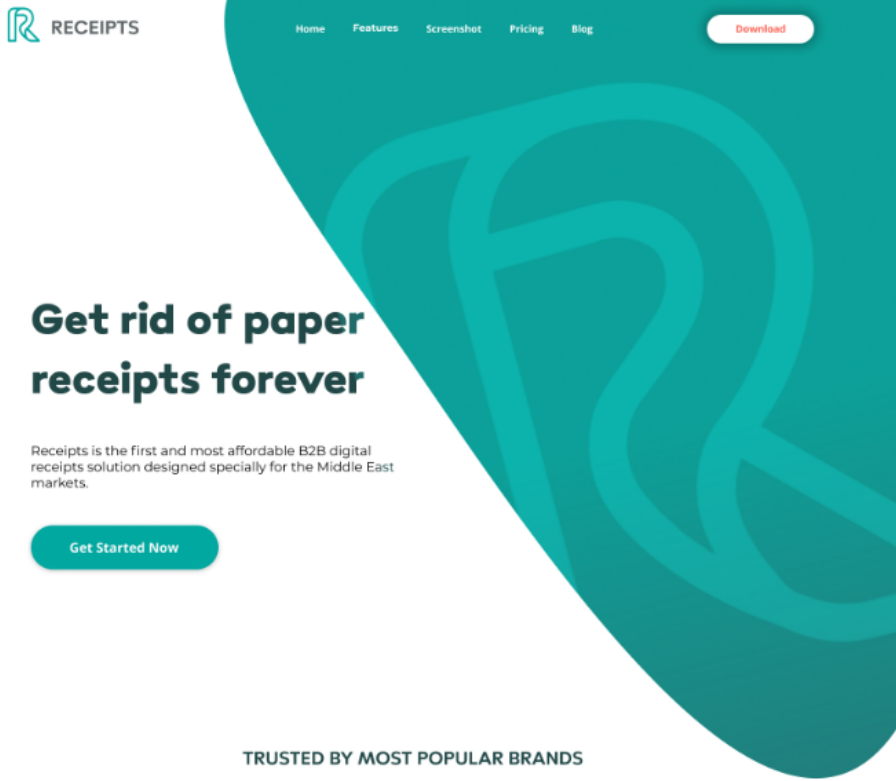 RECEIPTS
Home Features Screenshot Pricing Blog
Download
Get rid of paper
receipts forever
Receipts is the first and most affordable B2B digital
receipts solution designed specially for the Middle East
markets.
Get Started Now
TRUSTED BY MOST POPULAR BRANDS